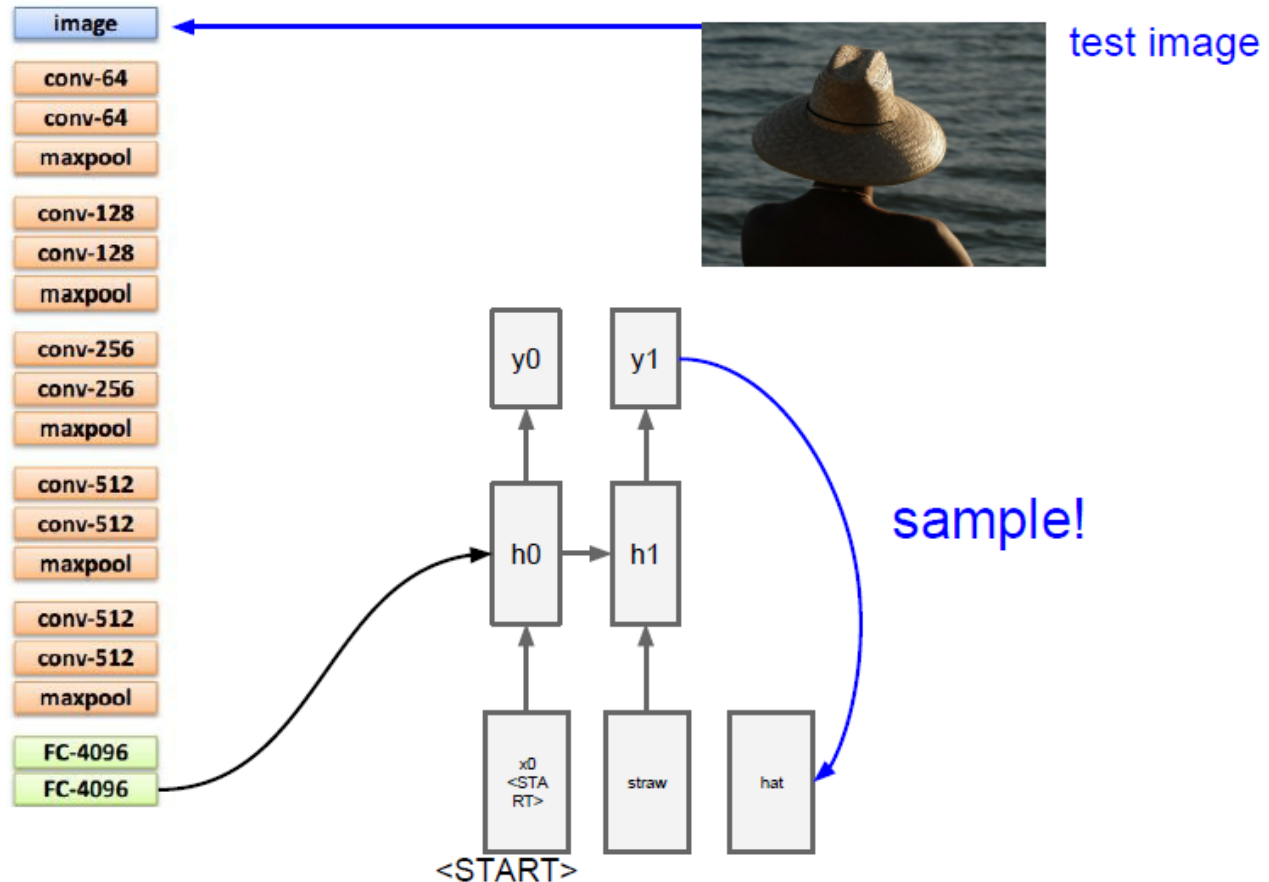 image
test image
conv-64
conv-64
maxpool
conv-128
conv-128
maxpool
conv-256
conv-256
maxpool
conv-512
conv-512
maxpool
conv-512
conv-512
maxpool
FC-4096
FC-4096
y0
y1
sample!
h0
h1
x0
<STA
RT>
straw
hat
<START>